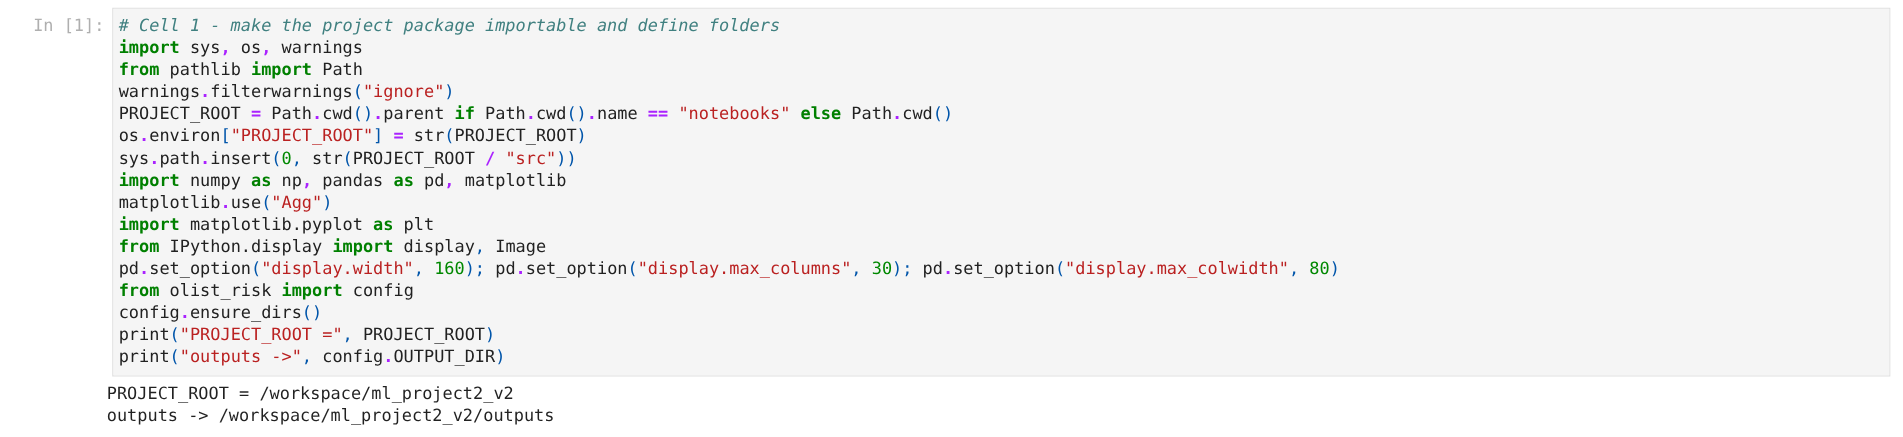 In [1]:
# Cell 1 - make the project package importable and define folders
import sys, os, warnings
from pathlib import Path
warnings.filterwarnings("ignore")
PROJECT_ROOT = Path.cwd().parent if Path.cwd().name == "notebooks" else Path.cwd()
os.environ["PROJECT_ROOT"] = str(PROJECT_ROOT)
sys.path.insert(0, str(PROJECT_ROOT / "src"))
import numpy as np, pandas as pd, matplotlib
matplotlib.use("Agg")
import matplotlib.pyplot as plt
from IPython.display import display, Image
pd.set_option("display.width", 160); pd.set_option("display.max_columns", 30); pd.set_option("display.max_colwidth", 80)
from olist_risk import config
config.ensure_dirs()
print("PROJECT_ROOT =", PROJECT_ROOT)
print("outputs ->", config.OUTPUT_DIR)
PROJECT_ROOT = /workspace/ml_project2_v2
outputs -> /workspace/ml_project2_v2/outputs